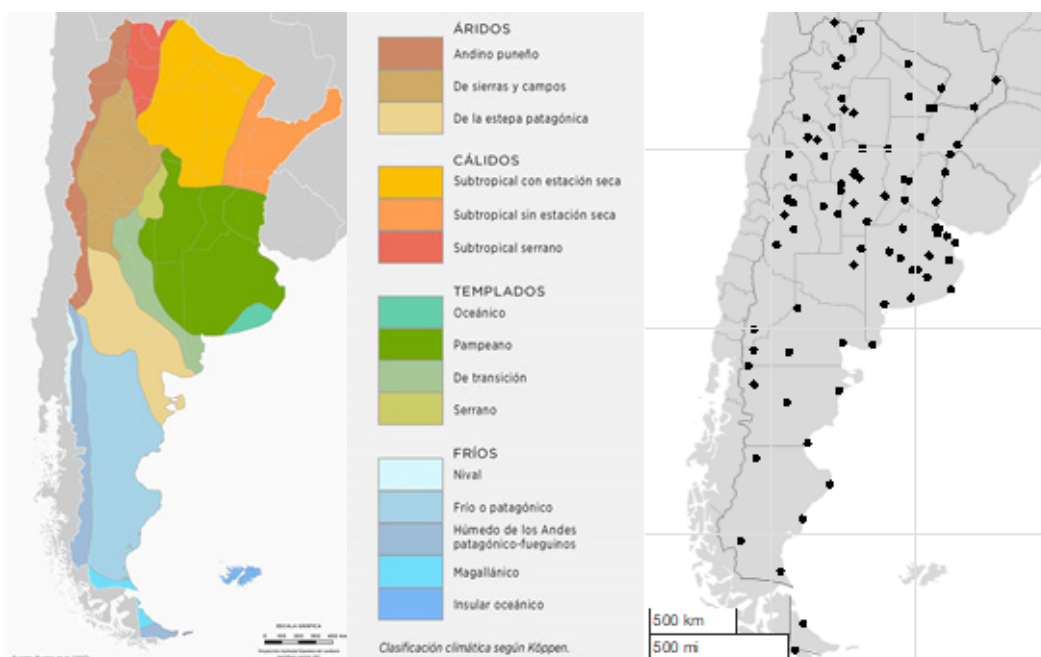 ÁRIDOS
Andino puneño
De sierras y campos
De la estepa patagónica
CÁLIDOS
Subtropical con estación seca
Subtropical sin estación seca
Subtropical serrano
TEMPLADOS
Oceánico
Pampeano
De transición
Serrano
FRÍOS
Nival
Frío o patagónico
Húmedo de los Andes
patagónico-fueguinos
Magallánico
Insular oceánico
Clasificación climática según Köppen.
ESCALA GRÁFICA
500 km
500 mi